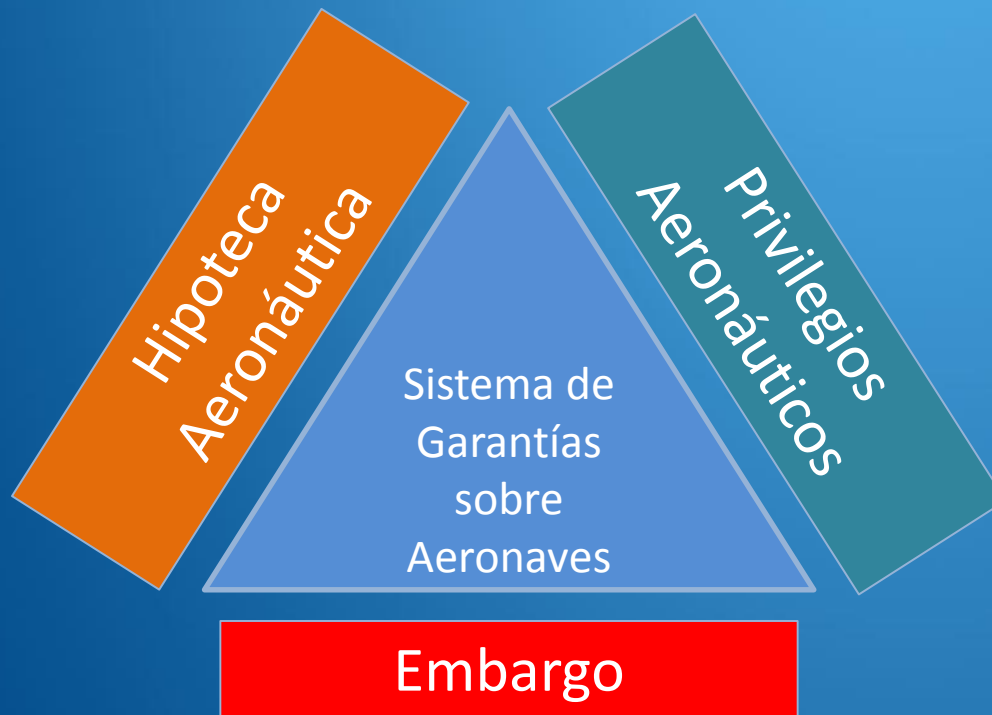 Hipoteca
Aeronáutica
Privilegios
Aeronáuticos
Sistema de
Garantías
sobre
Aeronaves
Embargo